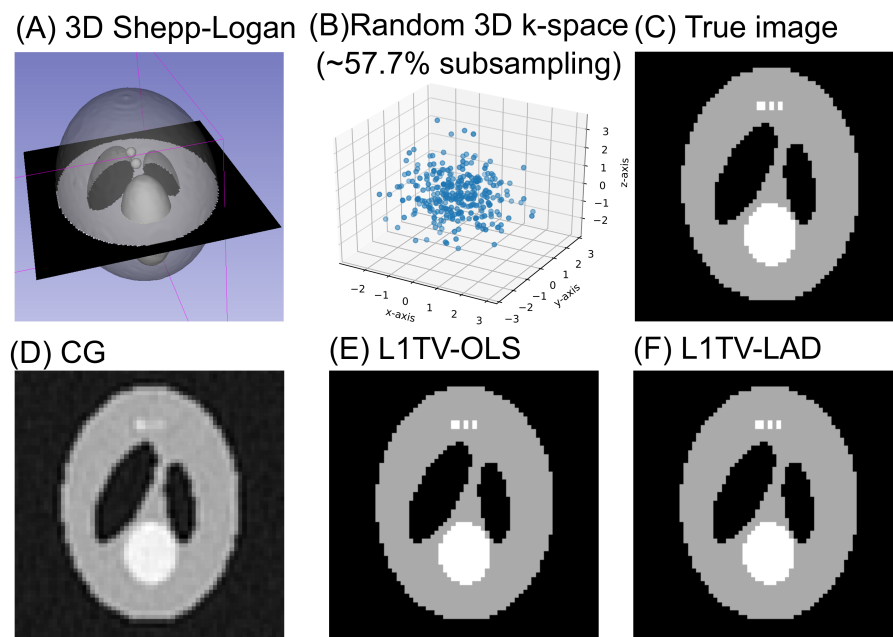 (A) 3D Shepp-Logan
(B)Random 3D k-space
(~57.7% subsampling)
(C) True image
3
2
1
0
−1
−2
z-axis
−2
−1
0
1
2
3
x-axis
−3
−2
−1
0
1
2
3
y-axis
(D) CG
(E) L1TV-OLS
(F) L1TV-LAD